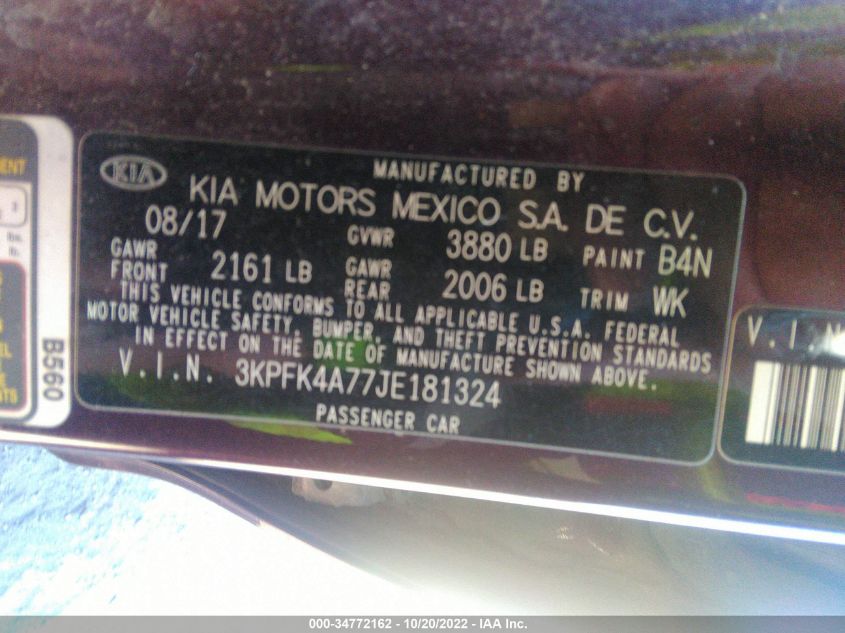 KIA
MANUFACTURED BY
KIA MOTORS MEXICO S.A. DE C.V.
08/17
GVWR 3880 LB PAINT B4N
GAWR FRONT 2161 LB GAWR REAR 2006 LB TRIM WK
THIS VEHICLE CONFORMS TO ALL APPLICABLE U.S.A. FEDERAL
MOTOR VEHICLE SAFETY, BUMPER, AND THEFT PREVENTION STANDARDS
IN EFFECT ON THE DATE OF MANUFACTURE SHOWN ABOVE.
V.I.N. 3KPFK4A77JE181324
PASSENGER CAR
B560
V.I.N
000-34772162 - 10/20/2022 - IAA Inc.